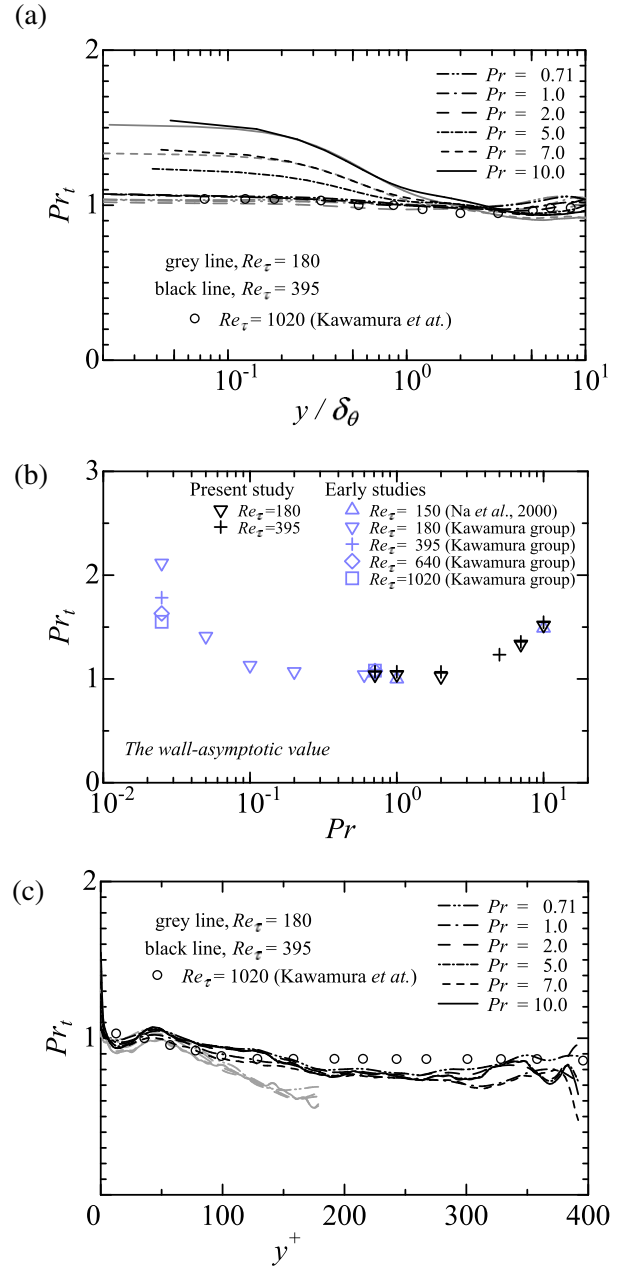 (a)
2
1
0
Pr_t
Pr = 0.71
Pr = 1.0
Pr = 2.0
Pr = 5.0
Pr = 7.0
Pr = 10.0
grey line, Re_τ = 180
black line, Re_τ = 395
Re_τ = 1020 (Kawamura et at.)
10^-1 10^0 10^1
y / δ_θ
(b)
3
2
1
0
Pr_t
Present study
Re_τ=180
Re_τ=395
Early studies
Re_τ = 150 (Na et al., 2000)
Re_τ = 180 (Kawamura group)
Re_τ = 395 (Kawamura group)
Re_τ = 640 (Kawamura group)
Re_τ =1020 (Kawamura group)
The wall-asymptotic value
10^-2 10^-1 10^0 10^1
Pr
(c)
2
1
0
Pr_t
grey line, Re_τ = 180
black line, Re_τ = 395
Re_τ = 1020 (Kawamura et at.)
Pr = 0.71
Pr = 1.0
Pr = 2.0
Pr = 5.0
Pr = 7.0
Pr = 10.0
0 100 200 300 400
y^+